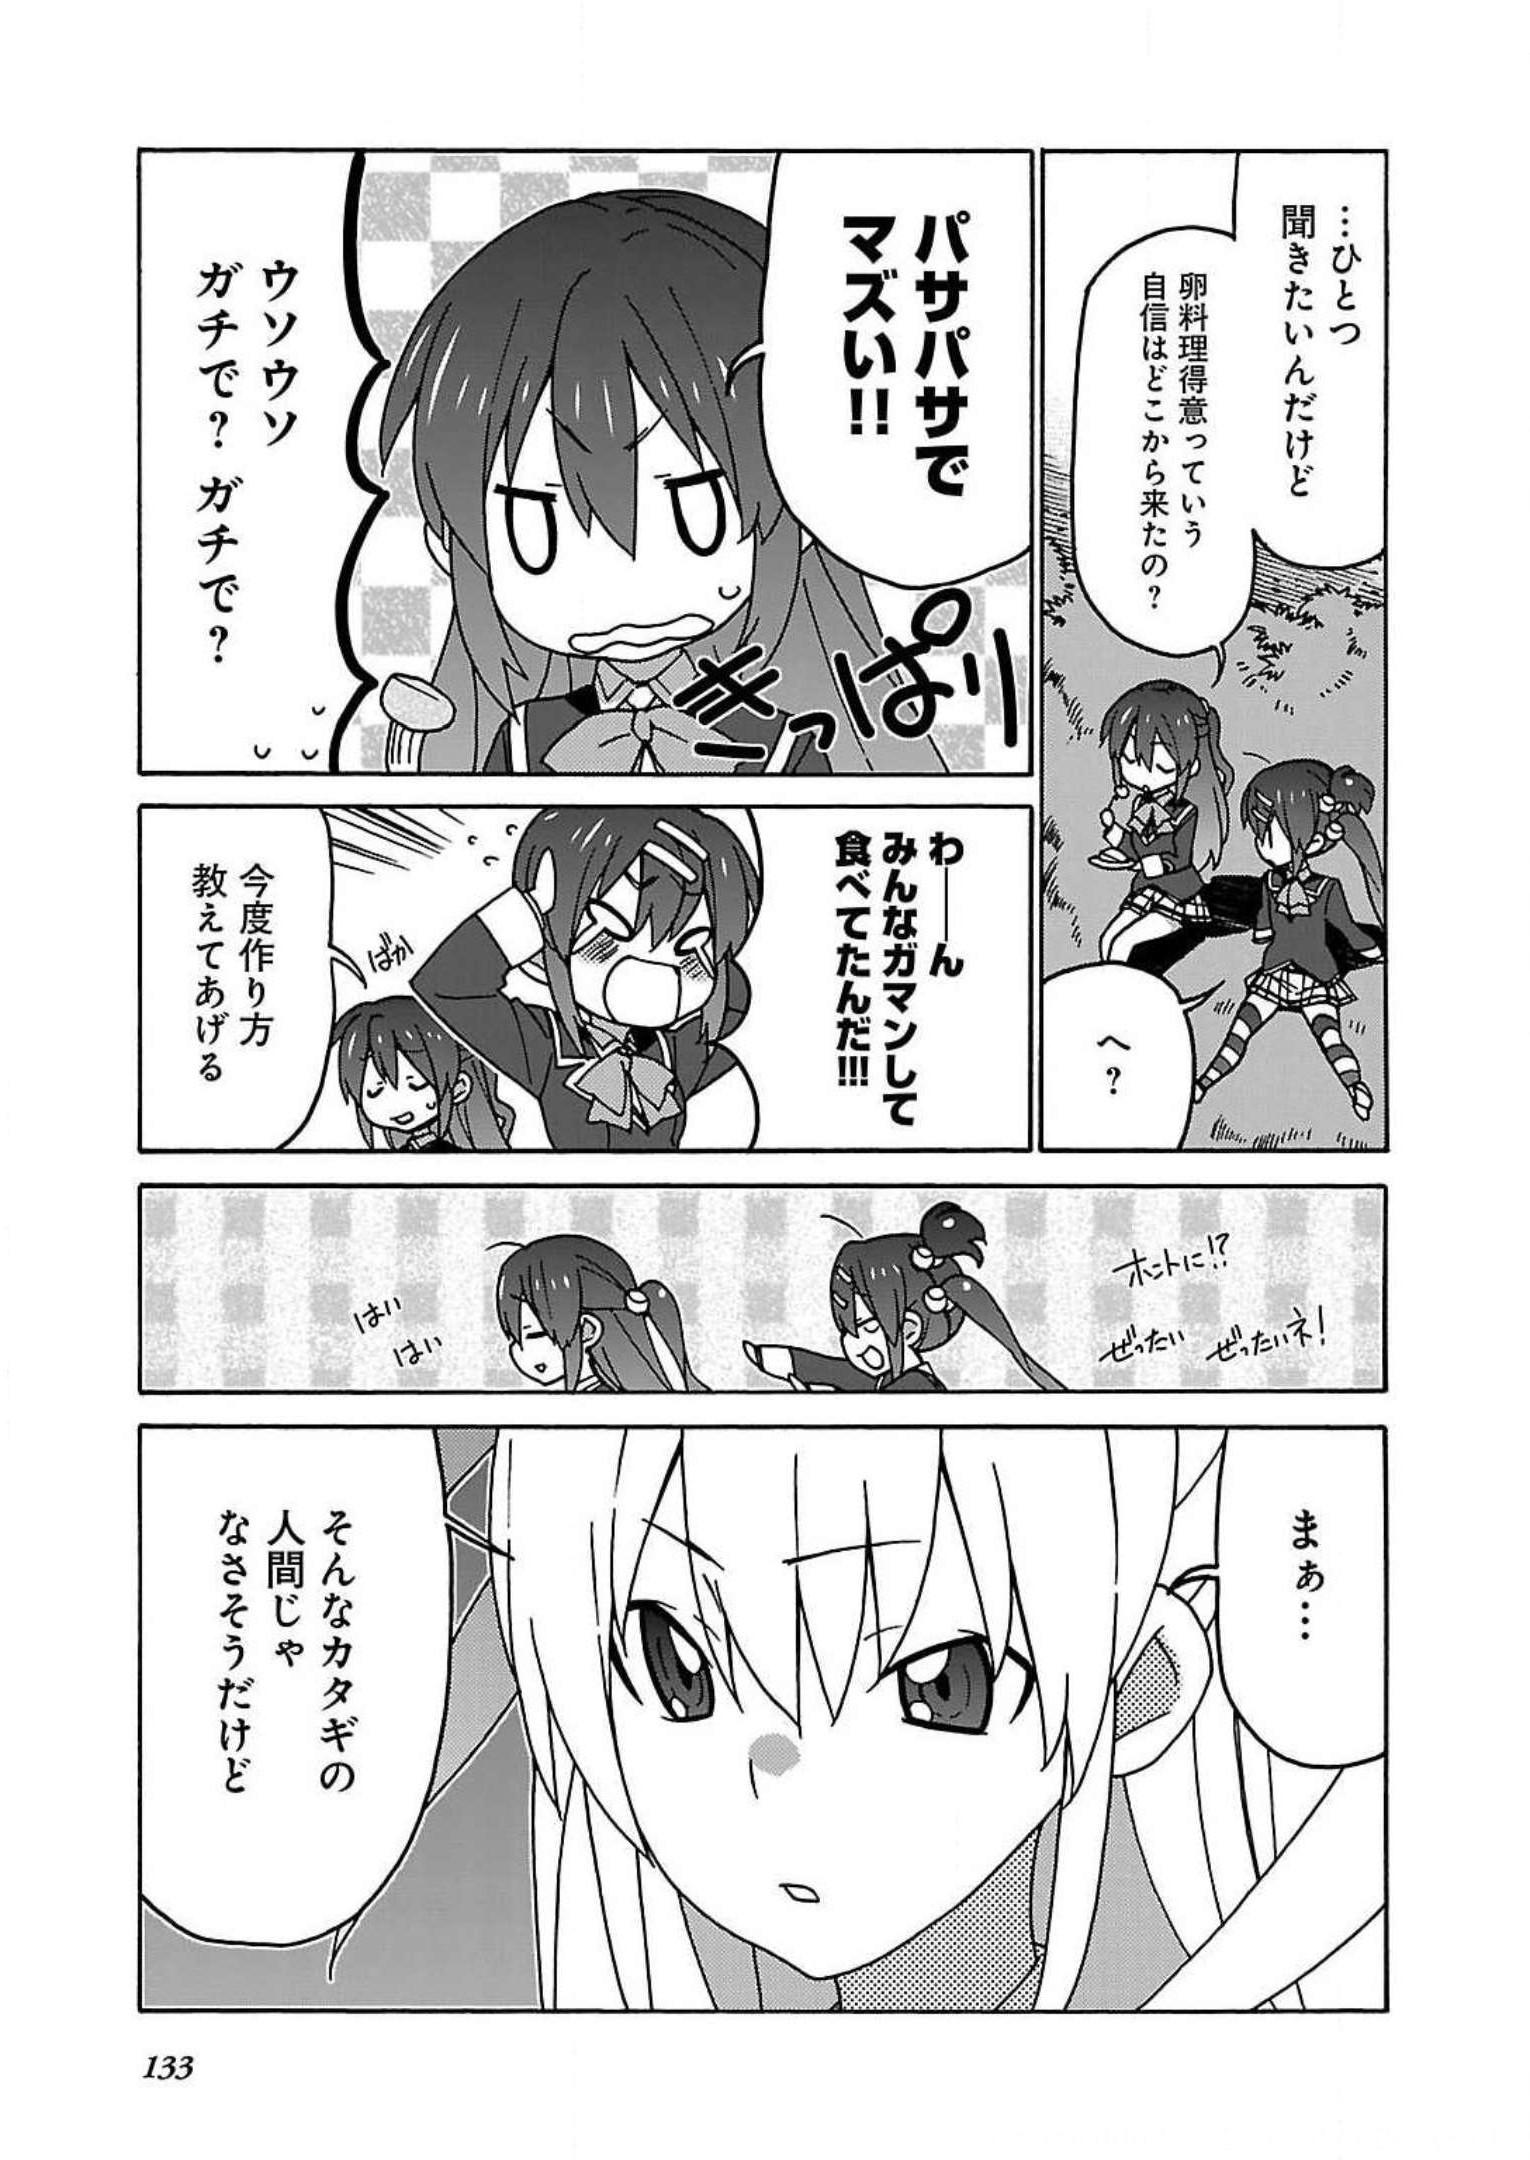 …ひとつ
聞きたいんだけど
卵料理得意っていう
自信はどこから来たの？
へ？
パサパサで
マズい!!
きっぱり
ウソウソ
ガチで？ガチで？
わーーん
みんなガマンして
食べてたんだ!!!
ばか
今度作り方
教えてあげる
ホントに!?
ぜったい
ぜったいネ!
はい
はい
まぁ…
そんなカタギの
人間じゃ
なさそうだけど
133